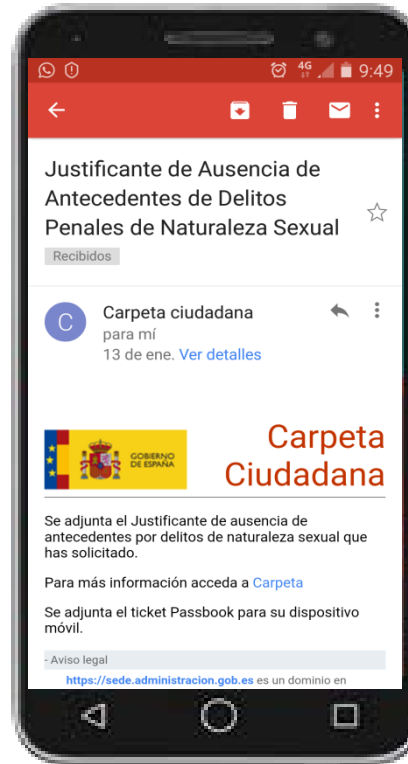 4G
9:49
Justificante de Ausencia de
Antecedentes de Delitos
Penales de Naturaleza Sexual
Recibidos
C
Carpeta ciudadana
para mí
13 de ene. Ver detalles
GOBIERNO
DE ESPAÑA
Carpeta
Ciudadana
Se adjunta el Justificante de ausencia de
antecedentes por delitos de naturaleza sexual que
has solicitado.
Para más información acceda a Carpeta
Se adjunta el ticket Passbook para su dispositivo
móvil.
- Aviso legal
https://sede.administracion.gob.es es un dominio en